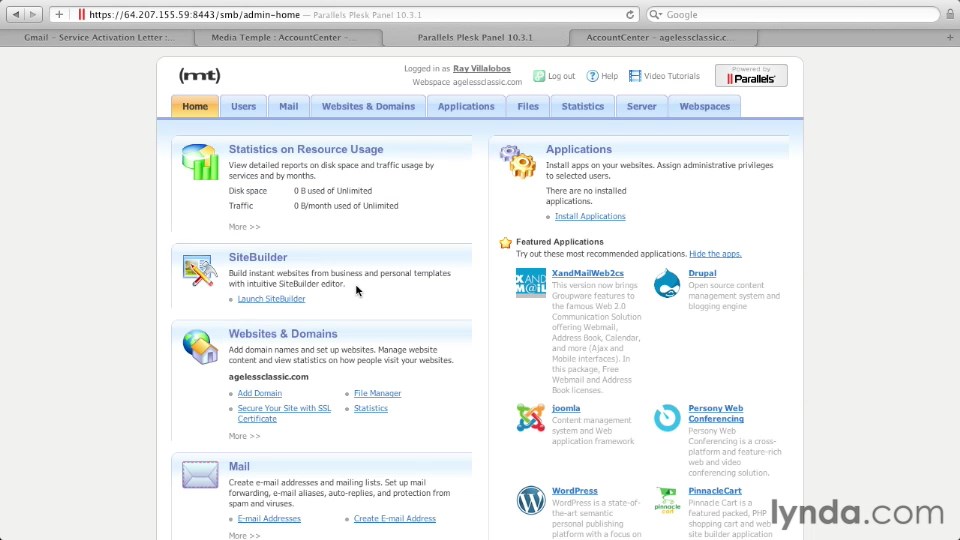 https://64.207.155.59:8443/smb/admin-home — Parallels Plesk Panel 10.3.1
Google
Gmail – Service Activation Letter :...
Media Temple : AccountCenter – ...
Parallels Plesk Panel 10.3.1
AccountCenter – agelessclassic.c...
(mt)
Logged in as Ray Villalobos
Webspace agelessclassic.com
Log out
Help
Video Tutorials
Powered by
Parallels®
Home
Users
Mail
Websites & Domains
Applications
Files
Statistics
Server
Webspaces
Statistics on Resource Usage
View detailed reports on disk space and traffic usage by
services and by months.
Disk space 0 B used of Unlimited
Traffic 0 B/month used of Unlimited
More >>
SiteBuilder
Build instant websites from business and personal templates
with intuitive SiteBuilder editor.
Launch SiteBuilder
Websites & Domains
Add domain names and set up websites. Manage website
content and view statistics on how people visit your websites.
agelessclassic.com
Add Domain
File Manager
Secure Your Site with SSL
Certificate
Statistics
More >>
Mail
Create e-mail addresses and mailing lists. Set up mail
forwarding, e-mail aliases, auto-replies, and protection from
spam and viruses.
E-mail Addresses
Create E-mail Address
More >>
Applications
Install apps on your websites. Assign administrative privileges
to selected users.
There are no installed
applications.
Install Applications
Featured Applications
Try out these most recommended applications. Hide the apps.
XAND
M@IL
XandMailWeb2cs
This version now brings
Groupware features to
the famous Web 2.0
Communication Solution
offering Webmail,
Address Book, Calendar,
and more (Ajax and
Mobile interfaces). In
this package, Free
Webmail and Address
Book licenses.
Drupal
Open source content
management system and
blogging engine
joomla
Content management
system and Web
application framework
Persony Web
Conferencing
Persony Web
Conferencing is a cross-
platform and feature-rich
web and video
conferencing solution.
WordPress
WordPress is a state-of-
the-art semantic
personal publishing
platform with a focus on
pinnacle
cart
PinnacleCart
Pinnacle Cart is a
featured packed, PHP
shopping cart and web
site builder application
lynda.com